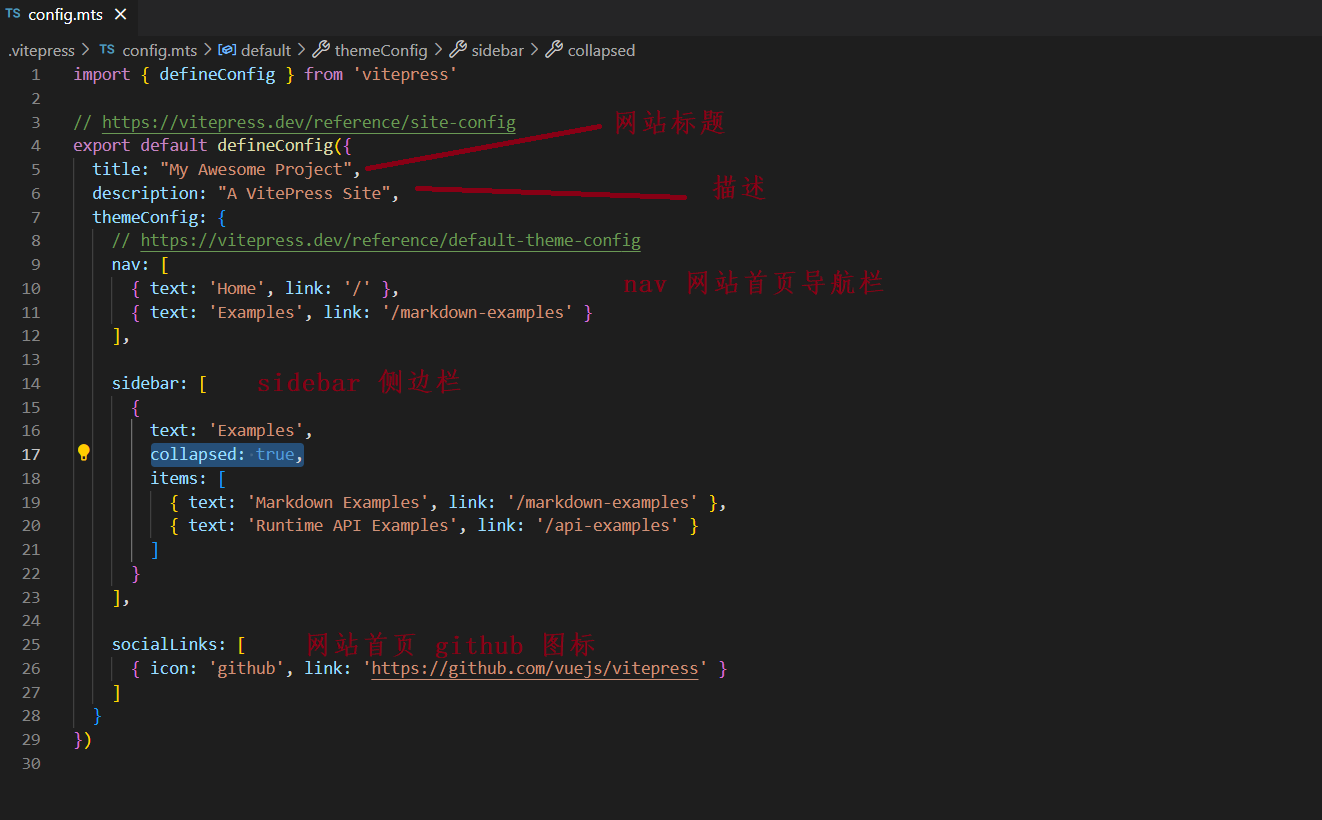 TS config.mts ×
.vitepress > TS config.mts > default > themeConfig > sidebar > collapsed
1 import { defineConfig } from 'vitepress'
2
3 // https://vitepress.dev/reference/site-config 网站标题
4 export default defineConfig({
5 title: "My Awesome Project",
6 description: "A VitePress Site", 描述
7 themeConfig: {
8 // https://vitepress.dev/reference/default-theme-config
9 nav: [
10 { text: 'Home', link: '/' }, nav 网站首页导航栏
11 { text: 'Examples', link: '/markdown-examples' }
12 ],
13
14 sidebar: [ sidebar 侧边栏
15 {
16 text: 'Examples',
17 collapsed: true,
18 items: [
19 { text: 'Markdown Examples', link: '/markdown-examples' },
20 { text: 'Runtime API Examples', link: '/api-examples' }
21 ]
22 }
23 ],
24
25 socialLinks: [ 网站首页 github 图标
26 { icon: 'github', link: 'https://github.com/vuejs/vitepress' }
27 ]
28 }
29 })
30